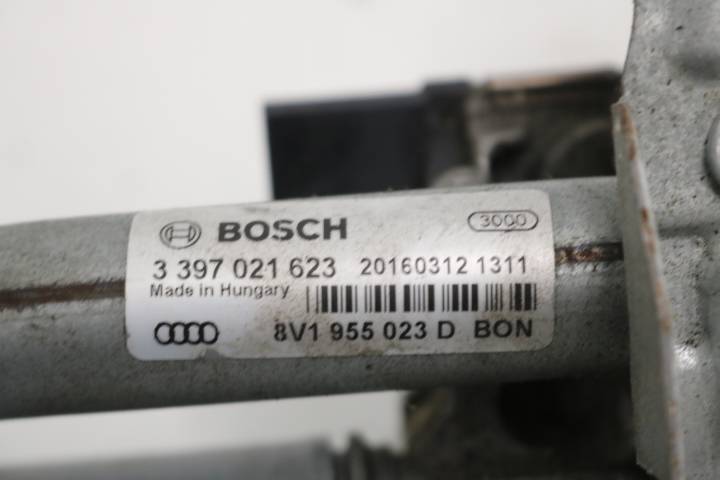 BOSCH 3000
3 397 021 623 20160312 1311
Made in Hungary
8V1 955 023 D BON